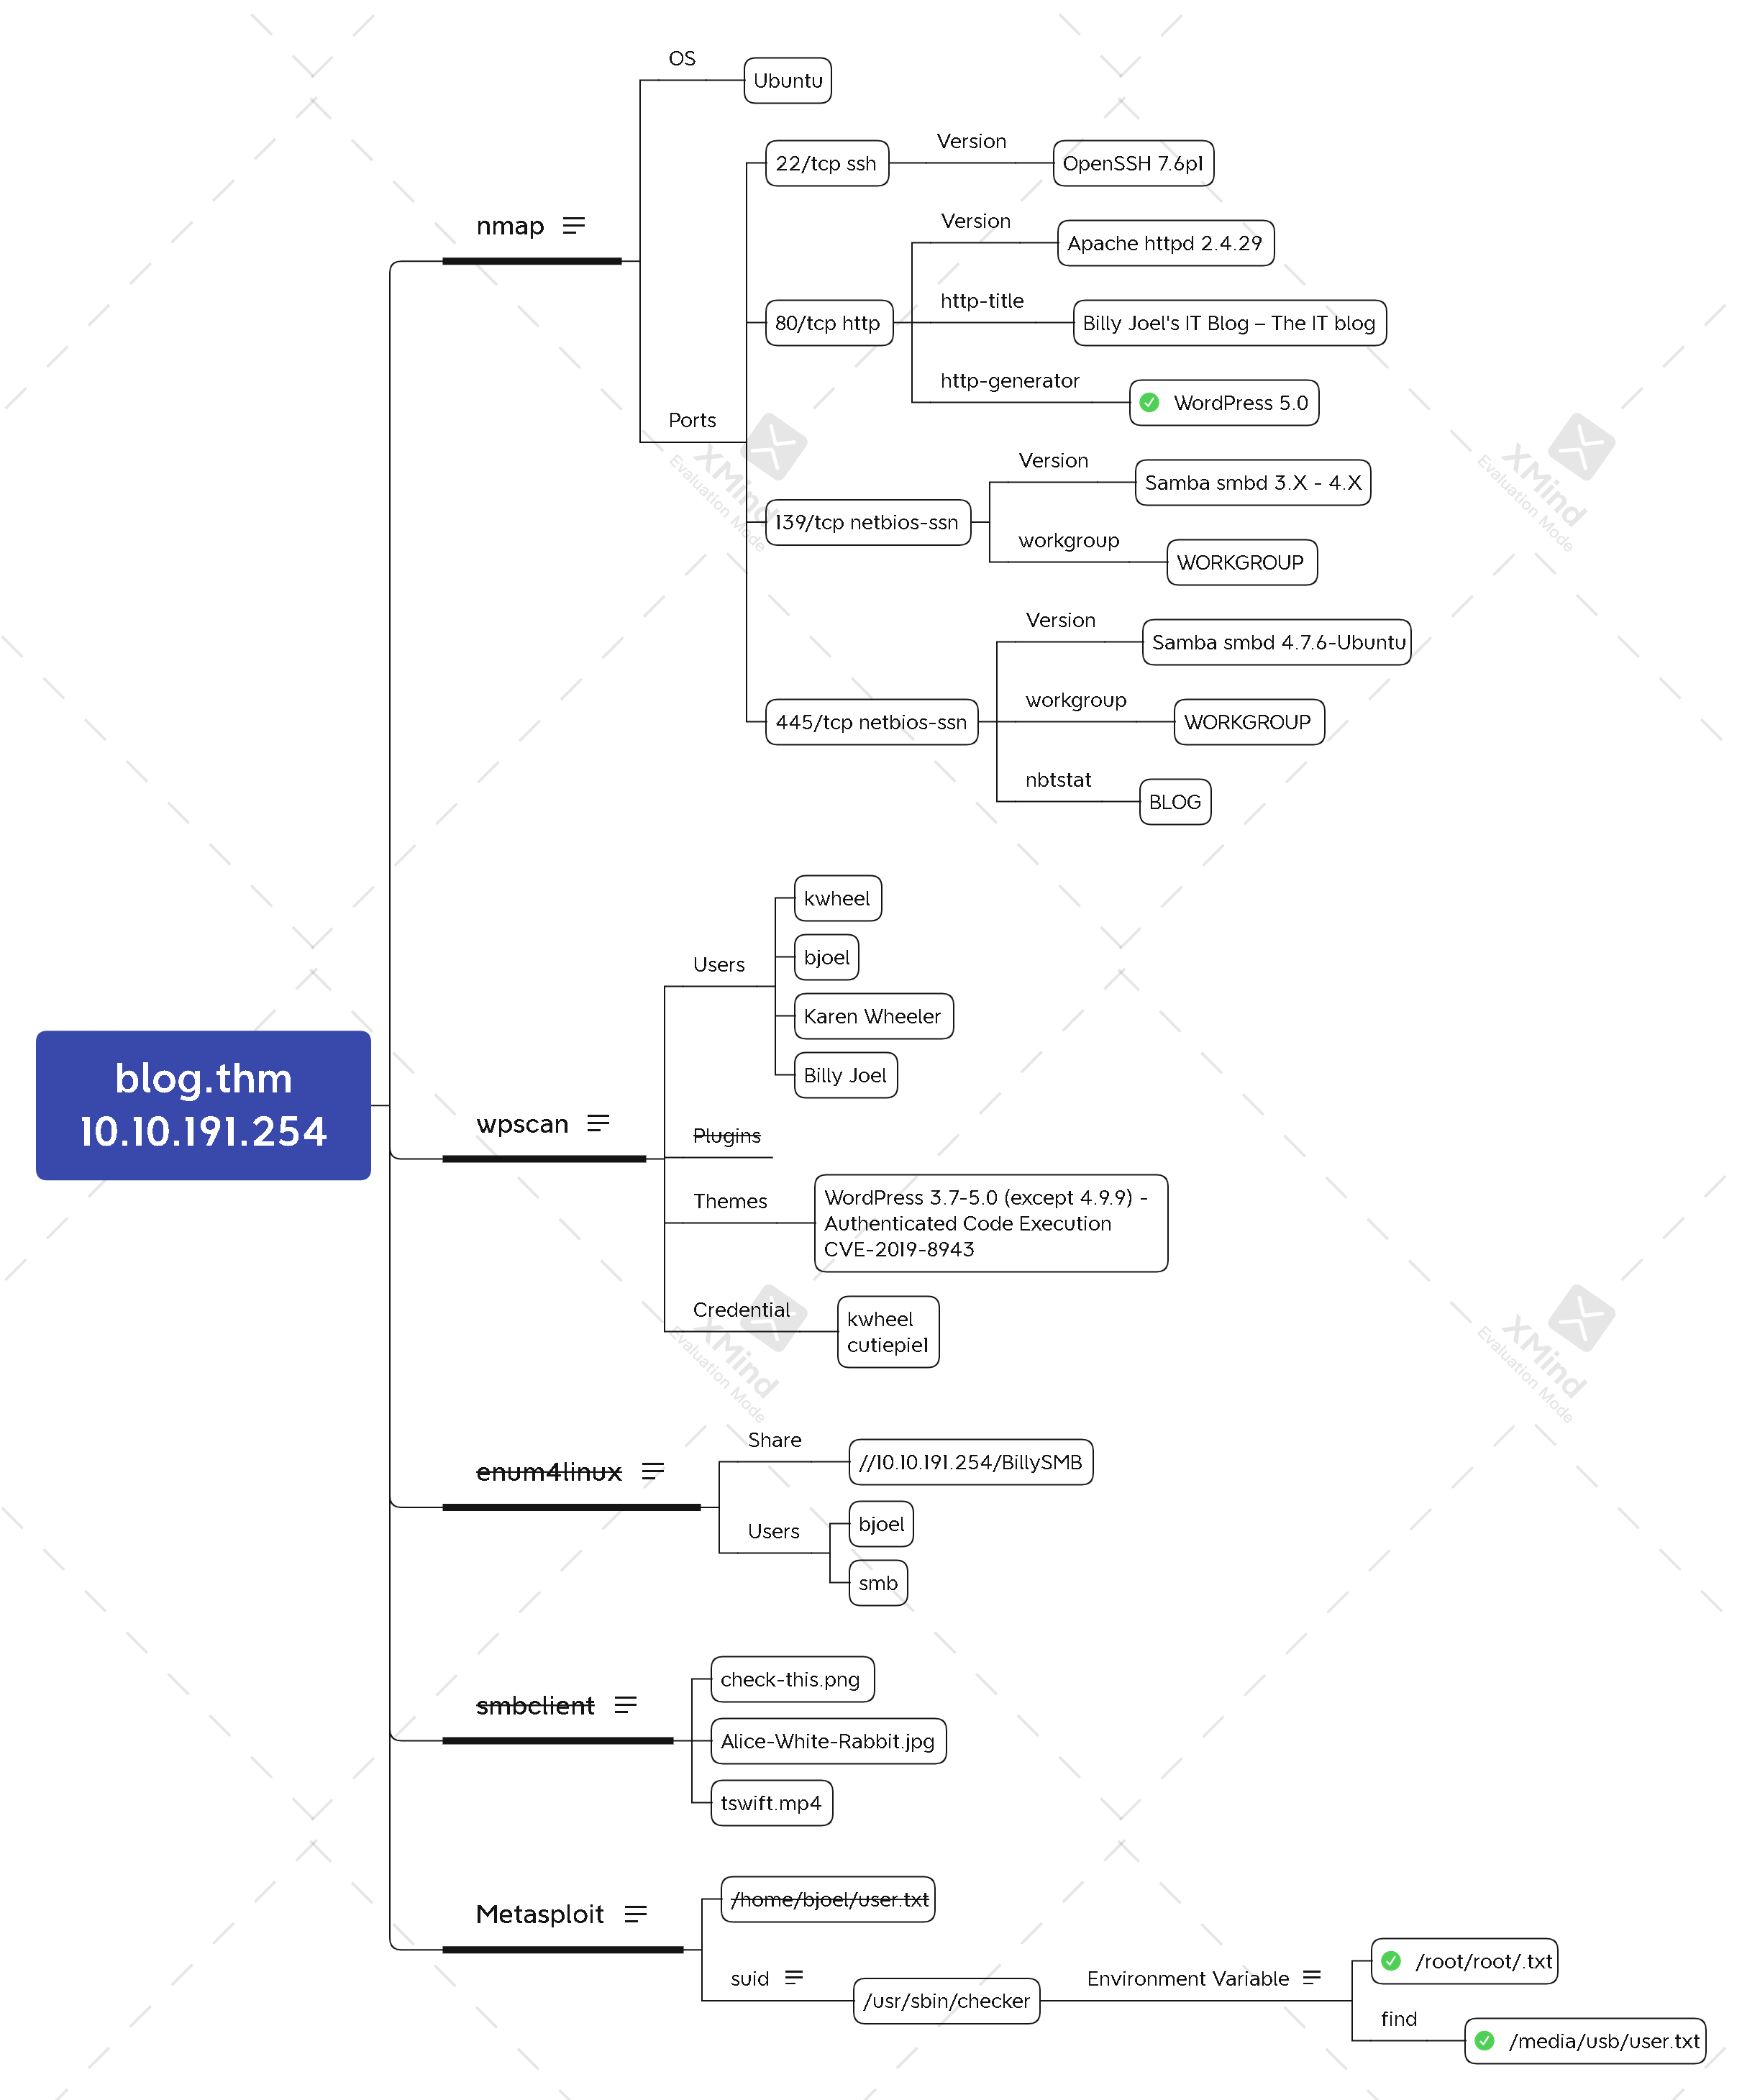 blog.thm
10.10.191.254
nmap
OS
Ubuntu
Ports
22/tcp ssh
Version
OpenSSH 7.6p1
80/tcp http
Version
Apache httpd 2.4.29
http-title
Billy Joel's IT Blog – The IT blog
http-generator
WordPress 5.0
139/tcp netbios-ssn
Version
Samba smbd 3.X - 4.X
workgroup
WORKGROUP
445/tcp netbios-ssn
Version
Samba smbd 4.7.6-Ubuntu
workgroup
WORKGROUP
nbtstat
BLOG
wpscan
Users
kwheel
bjoel
Karen Wheeler
Billy Joel
Plugins
Themes
WordPress 3.7-5.0 (except 4.9.9) -
Authenticated Code Execution
CVE-2019-8943
Credential
kwheel
cutiepie1
enum4linux
Share
//10.10.191.254/BillySMB
Users
bjoel
smb
smbclient
check-this.png
Alice-White-Rabbit.jpg
tswift.mp4
Metasploit
/home/bjoel/user.txt
suid
/usr/sbin/checker
Environment Variable
/root/root/.txt
find
/media/usb/user.txt
XMind
Evaluation Mode
XMind
Evaluation Mode
XMind
Evaluation Mode
XMind
Evaluation Mode